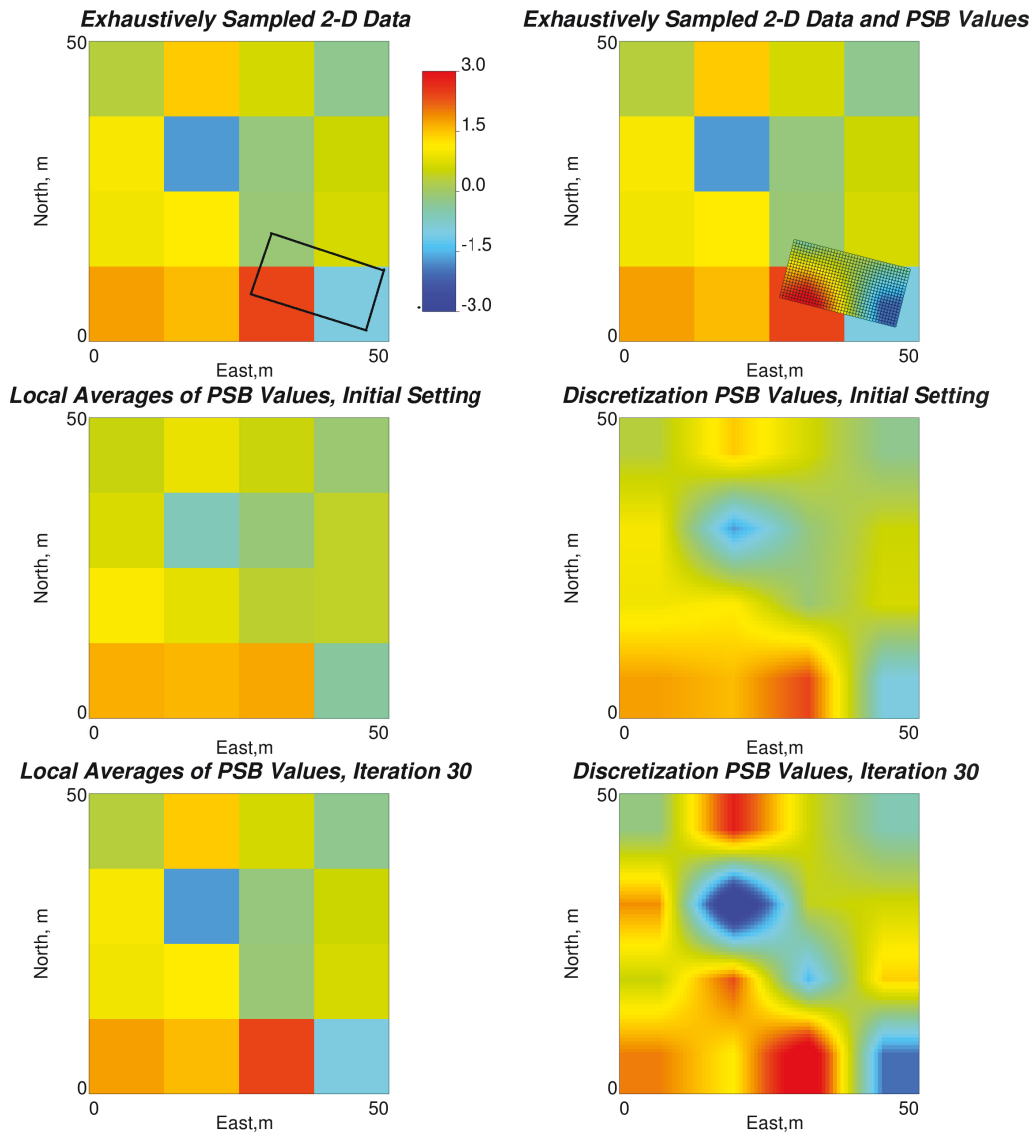 Exhaustively Sampled 2-D Data
50
North, m
0
0
50
East,m
3.0
1.5
0.0
-1.5
-3.0
Exhaustively Sampled 2-D Data and PSB Values
50
North, m
0
0
50
East,m
Local Averages of PSB Values, Initial Setting
50
North, m
0
0
50
East,m
Discretization PSB Values, Initial Setting
50
North, m
0
0
50
East,m
Local Averages of PSB Values, Iteration 30
50
North, m
0
0
50
East,m
Discretization PSB Values, Iteration 30
50
North, m
0
0
50
East,m